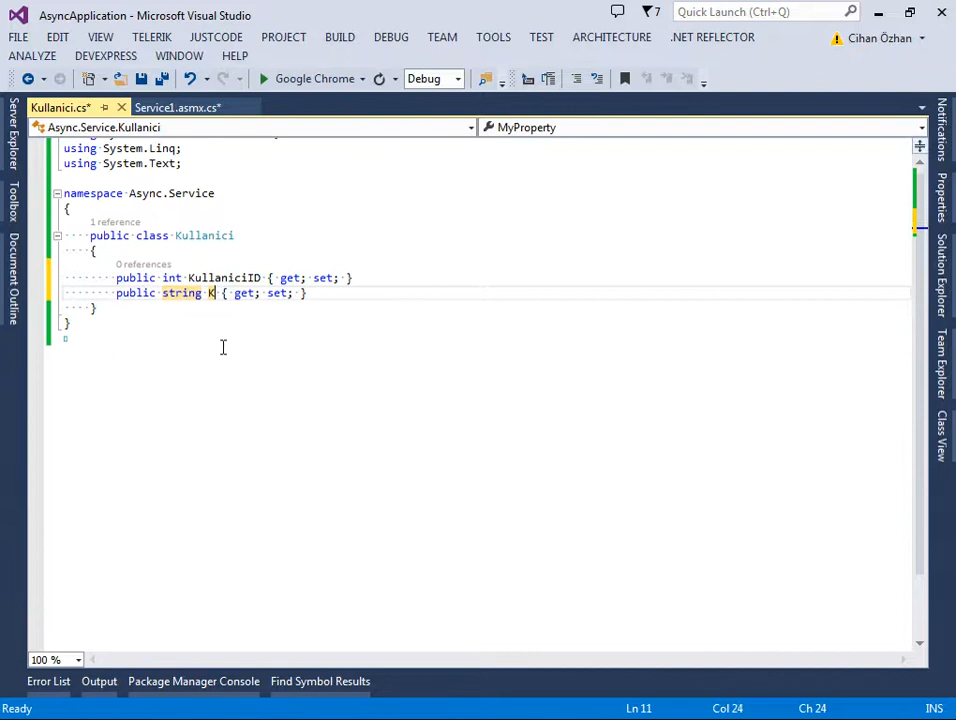 AsyncApplication - Microsoft Visual Studio
7
Quick Launch (Ctrl+Q)
FILE EDIT VIEW TELERIK JUSTCODE PROJECT BUILD DEBUG TEAM TOOLS TEST ARCHITECTURE .NET REFLECTOR
Cihan Özhan
ANALYZE DEVEXPRESS WINDOW HELP
Google Chrome
Debug
Kullanici.cs*
Service1.asmx.cs*
Async.Service.Kullanici
MyProperty
using System.Linq;
using System.Text;
namespace Async.Service
{
1 reference
public class Kullanici
{
0 references
public int KullaniciID { get; set; }
public string K { get; set; }
}
}
Server Explorer
Toolbox
Document Outline
Notifications
Properties
Solution Explorer
Team Explorer
Class View
100 %
Error List Output Package Manager Console Find Symbol Results
Ready
Ln 11
Col 24
Ch 24
INS